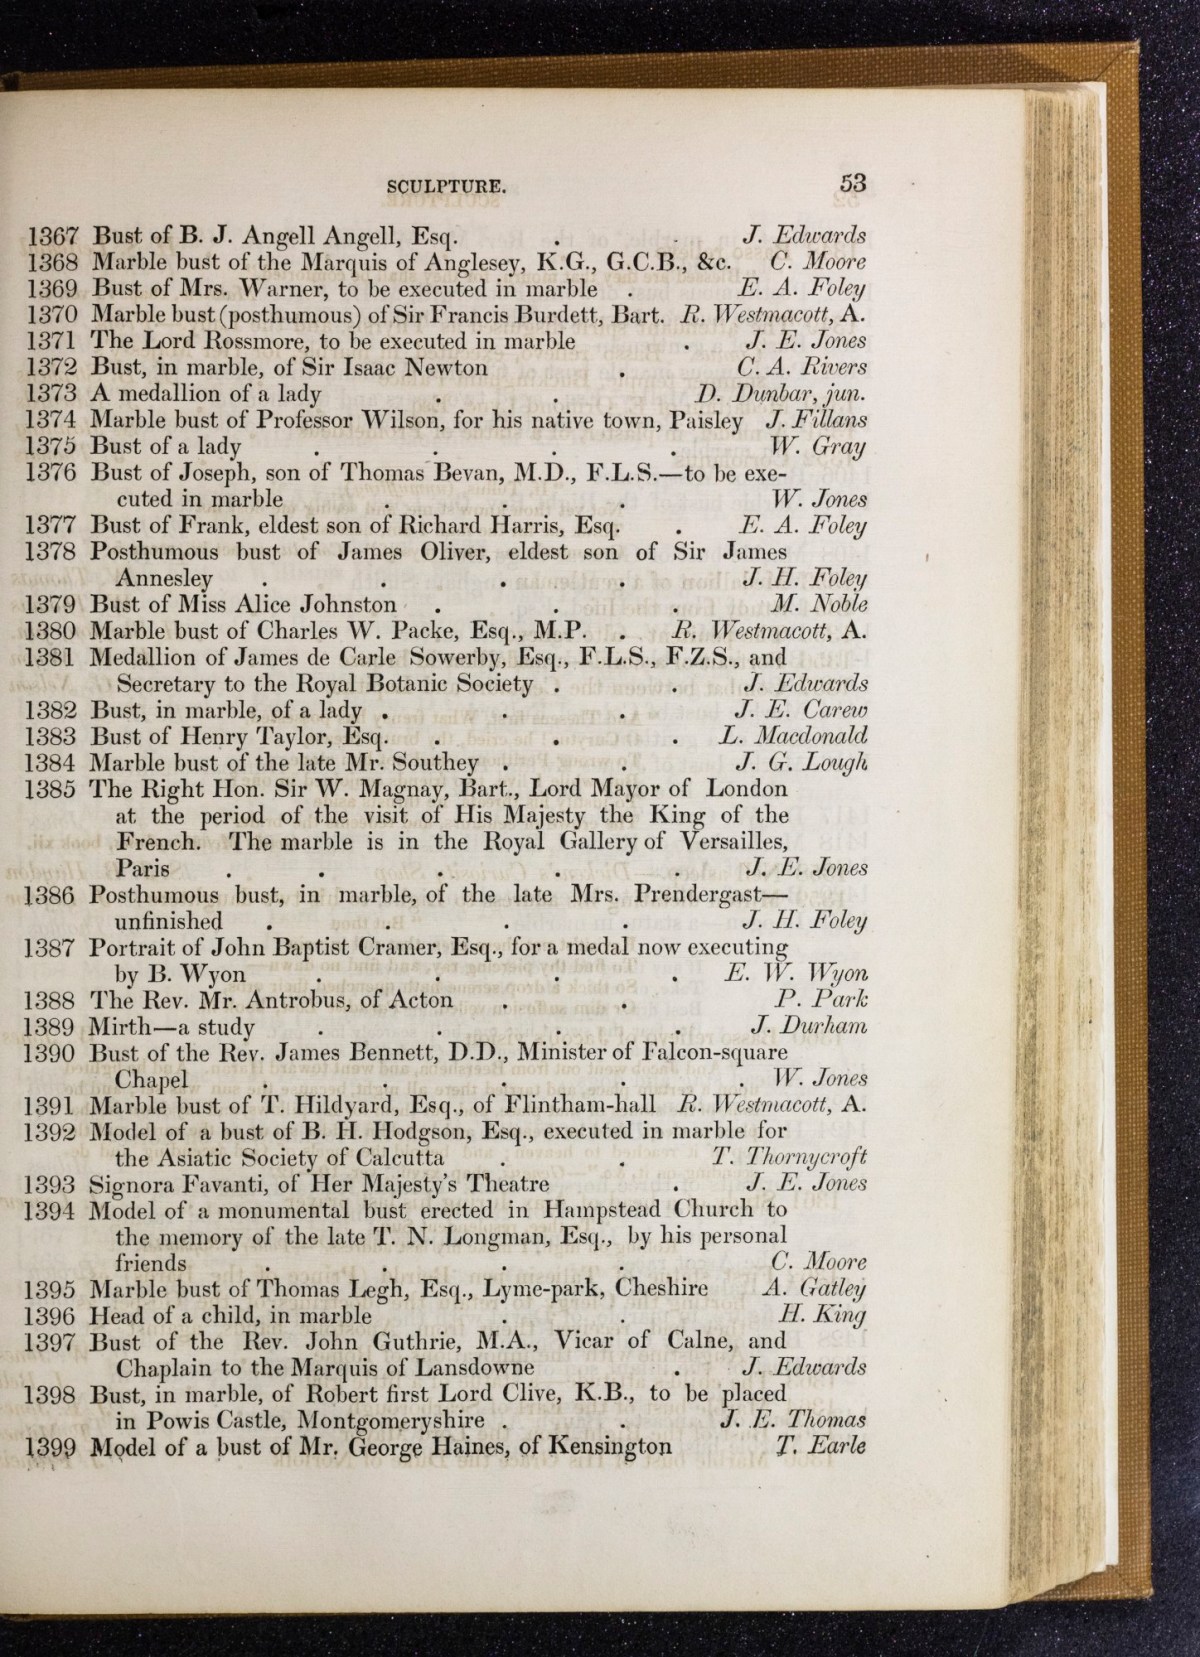 SCULPTURE. 53
1367 Bust of B. J. Angell Angell, Esq. . . J. Edwards
1368 Marble bust of the Marquis of Anglesey, K.G., G.C.B., &c. C. Moore
1369 Bust of Mrs. Warner, to be executed in marble . E. A. Foley
1370 Marble bust (posthumous) of Sir Francis Burdett, Bart. R. Westmacott, A.
1371 The Lord Rossmore, to be executed in marble . J. E. Jones
1372 Bust, in marble, of Sir Isaac Newton . C. A. Rivers
1373 A medallion of a lady . . D. Dunbar, jun.
1374 Marble bust of Professor Wilson, for his native town, Paisley J. Fillans
1375 Bust of a lady . . . . W. Gray
1376 Bust of Joseph, son of Thomas Bevan, M.D., F.L.S.—to be exe-
cuted in marble . . . W. Jones
1377 Bust of Frank, eldest son of Richard Harris, Esq. . E. A. Foley
1378 Posthumous bust of James Oliver, eldest son of Sir James
Annesley . . . . J. H. Foley
1379 Bust of Miss Alice Johnston . . . M. Noble
1380 Marble bust of Charles W. Packe, Esq., M.P. . R. Westmacott, A.
1381 Medallion of James de Carle Sowerby, Esq., F.L.S., F.Z.S., and
Secretary to the Royal Botanic Society . . J. Edwards
1382 Bust, in marble, of a lady . . . J. E. Carew
1383 Bust of Henry Taylor, Esq. . . . L. Macdonald
1384 Marble bust of the late Mr. Southey . . J. G. Lough
1385 The Right Hon. Sir W. Magnay, Bart., Lord Mayor of London
at the period of the visit of His Majesty the King of the
French. The marble is in the Royal Gallery of Versailles,
Paris . . . . . J. E. Jones
1386 Posthumous bust, in marble, of the late Mrs. Prendergast—
unfinished . . . . J. H. Foley
1387 Portrait of John Baptist Cramer, Esq., for a medal now executing
by B. Wyon . . . . E. W. Wyon
1388 The Rev. Mr. Antrobus, of Acton . . P. Park
1389 Mirth—a study . . . . J. Durham
1390 Bust of the Rev. James Bennett, D.D., Minister of Falcon-square
Chapel . . . . . W. Jones
1391 Marble bust of T. Hildyard, Esq., of Flintham-hall R. Westmacott, A.
1392 Model of a bust of B. H. Hodgson, Esq., executed in marble for
the Asiatic Society of Calcutta . . T. Thornycroft
1393 Signora Favanti, of Her Majesty's Theatre . J. E. Jones
1394 Model of a monumental bust erected in Hampstead Church to
the memory of the late T. N. Longman, Esq., by his personal
friends . . . . C. Moore
1395 Marble bust of Thomas Legh, Esq., Lyme-park, Cheshire A. Gatley
1396 Head of a child, in marble . . H. King
1397 Bust of the Rev. John Guthrie, M.A., Vicar of Calne, and
Chaplain to the Marquis of Lansdowne . J. Edwards
1398 Bust, in marble, of Robert first Lord Clive, K.B., to be placed
in Powis Castle, Montgomeryshire . . J. E. Thomas
1399 Model of a bust of Mr. George Haines, of Kensington T. Earle